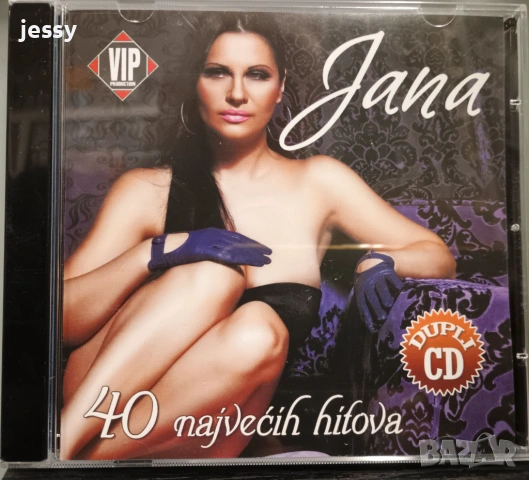 jessy
VIP
PRODUCTION
Jana
DUPLI
CD
40 najvećih hitova
BAZAR